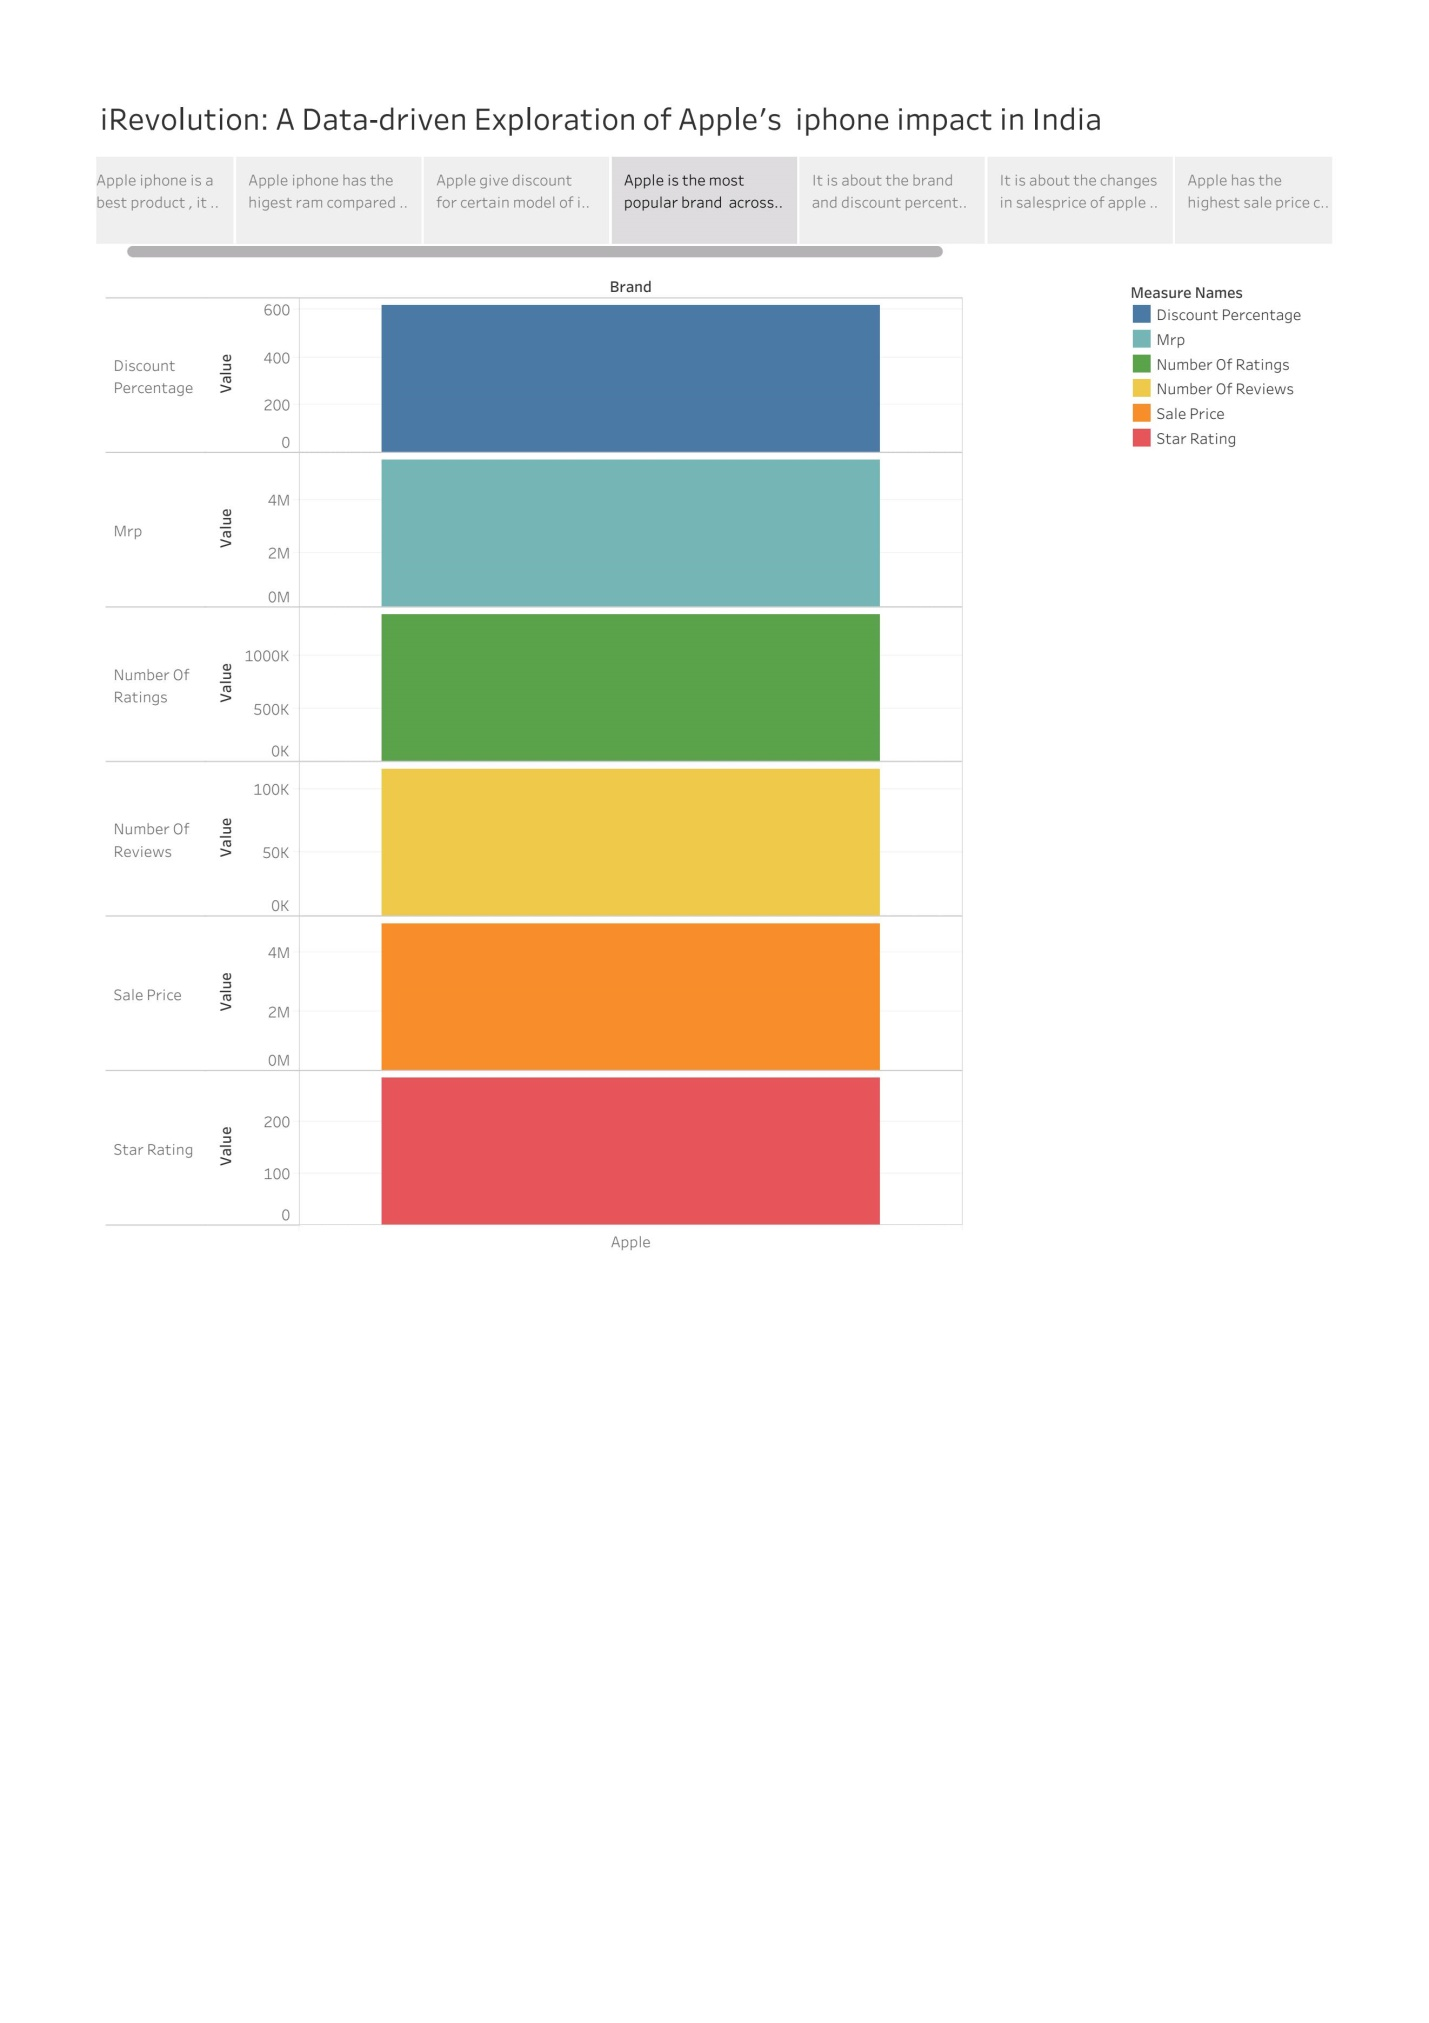 iRevolution: A Data-driven Exploration of Apple's  iphone impact in India
Apple iphone is a
best product , it ..
Apple iphone has the
higest ram compared ..
Apple give discount
for certain model of i..
Apple is the most
popular brand  across..
It is about the brand
and discount percent..
It is about the changes
in salesprice of apple ..
Apple has the
highest sale price c..
Brand
Discount
Percentage
Value
600
400
200
0
Mrp
Value
4M
2M
0M
Number Of
Ratings
Value
1000K
500K
0K
Number Of
Reviews
Value
100K
50K
0K
Sale Price
Value
4M
2M
0M
Star Rating
Value
200
100
0
Apple
Measure Names
Discount Percentage
Mrp
Number Of Ratings
Number Of Reviews
Sale Price
Star Rating